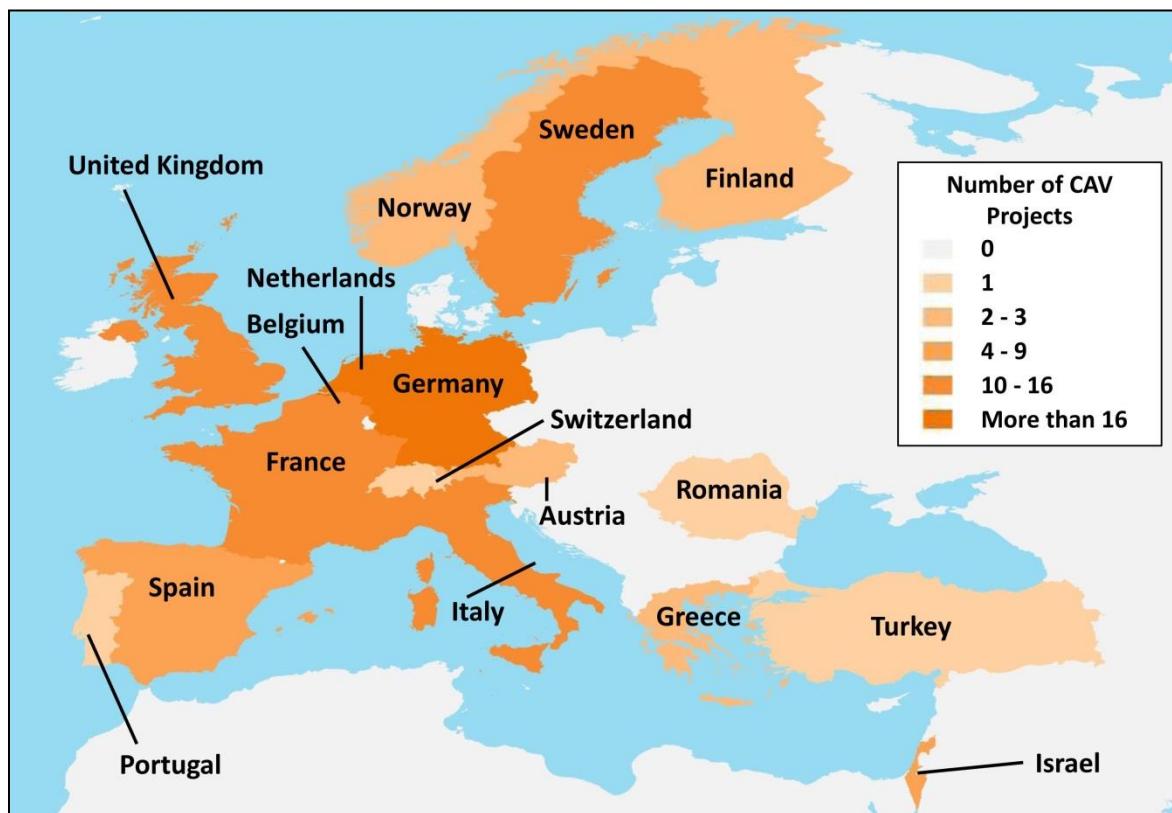 Sweden
United Kingdom
Finland
Norway
Number of CAV
Projects
0
1
2 - 3
4 - 9
10 - 16
More than 16
Netherlands
Belgium
Germany
Switzerland
France
Romania
Austria
Spain
Italy
Greece
Turkey
Portugal
Israel